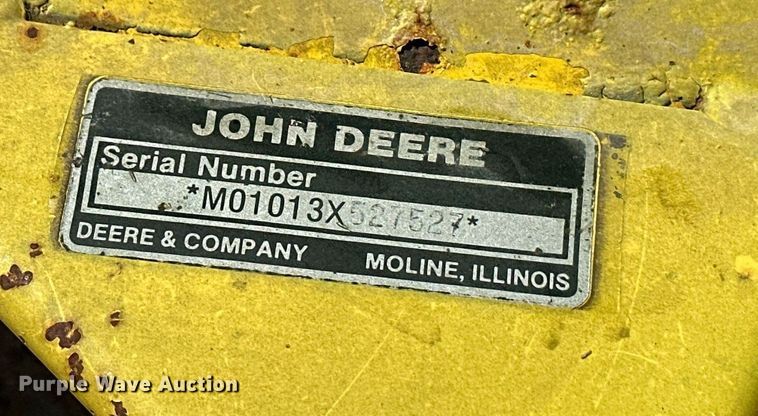 JOHN DEERE
Serial Number
*M01013X527527*
DEERE & COMPANY MOLINE, ILLINOIS
Purple Wave Auction